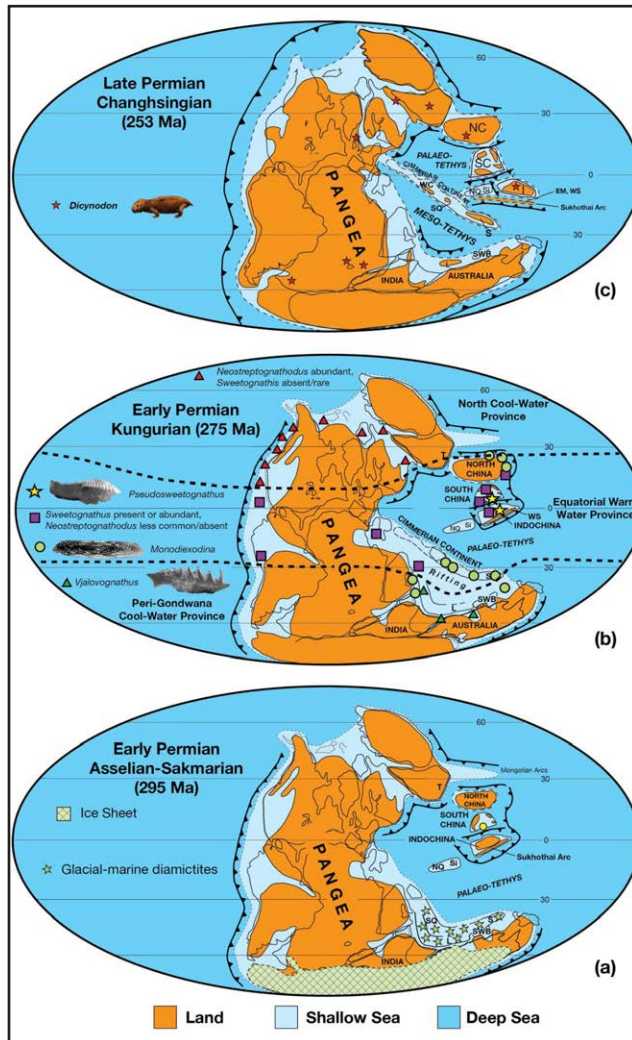 Late Permian
Changhsingian
(253 Ma)
Dicynodon
60
30
0
30
60
NC
PALAEO-
TETHYS
SC
CIMMERIAN CONTINENT
WC
NQ Si
EM, WS
Sukhothai Arc
SQ
MESO-TETHYS
S
SWB
PANGEA
INDIA
AUSTRALIA
(c)
Neostreptognathodus abundant,
Sweetognathis absent/rare
Early Permian
Kungurian (275 Ma)
60
North Cool-Water
Province
30
T
NORTH
CHINA
Pseudosweetognathus
SOUTH
CHINA
0
Equatorial Warm
Water Province
Sweetognathus present or abundant,
Neostreptognathodus less common/absent
WS
INDOCHINA
NQ Si
PALAEO-TETHYS
Monodiexodina
CIMMERIAN CONTINENT
Rifting
30
S
SWB
L
Vjalovognathus
Peri-Gondwana
Cool-Water Province
PANGEA
INDIA
AUSTRALIA
60
(b)
Early Permian
Asselian-Sakmarian
(295 Ma)
60
Mongolian Arcs
30
T
NORTH
CHINA
Ice Sheet
SOUTH
CHINA
INDOCHINA
0
Sukhothai Arc
NQ
Si
Glacial-marine diamictites
PALAEO-TETHYS
30
SQ
S
SWB
L
PANGEA
INDIA
(a)
Land
Shallow Sea
Deep Sea